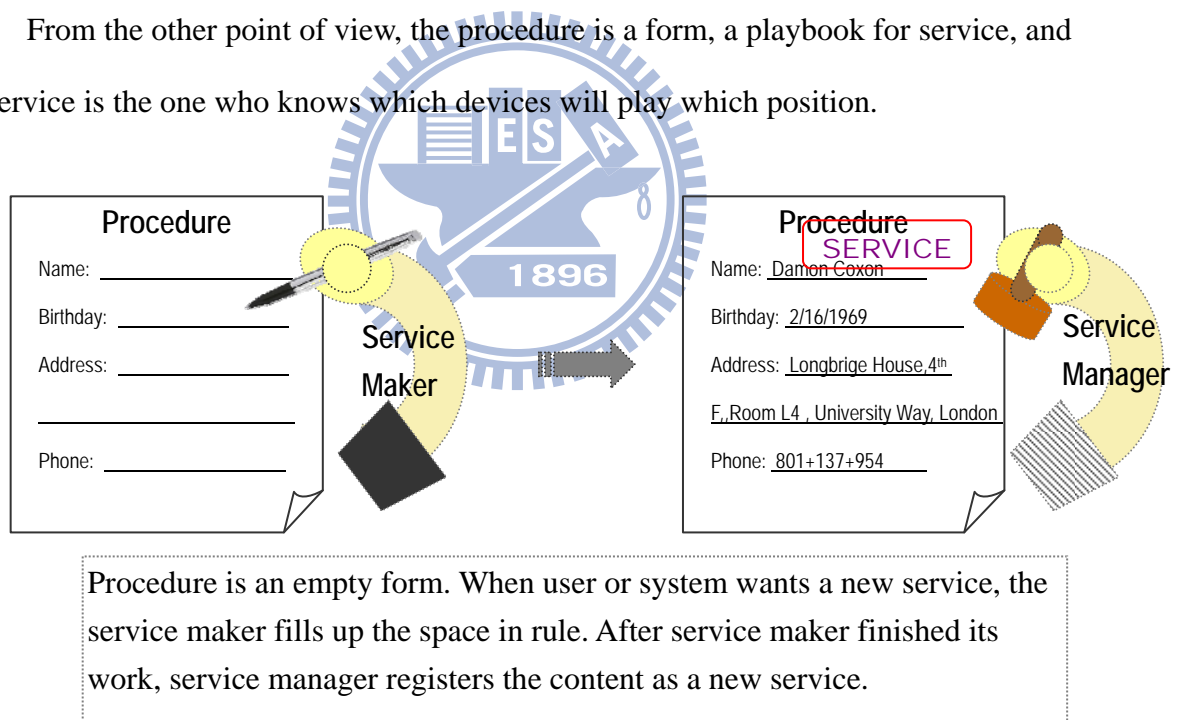 From the other point of view, the procedure is a form, a playbook for service, and
ervice is the one who knows which devices will play which position.
E S A
1896
Procedure
Name:
Birthday:
Address:
Phone:
Service
Maker
Procedure
SERVICE
Name: Damon Coxon
Birthday: 2/16/1969
Address: Longbrige House,4th
F,,Room L4 , University Way, London
Phone: 801+137+954
Service
Manager
Procedure is an empty form. When user or system wants a new service, the
service maker fills up the space in rule. After service maker finished its
work, service manager registers the content as a new service.